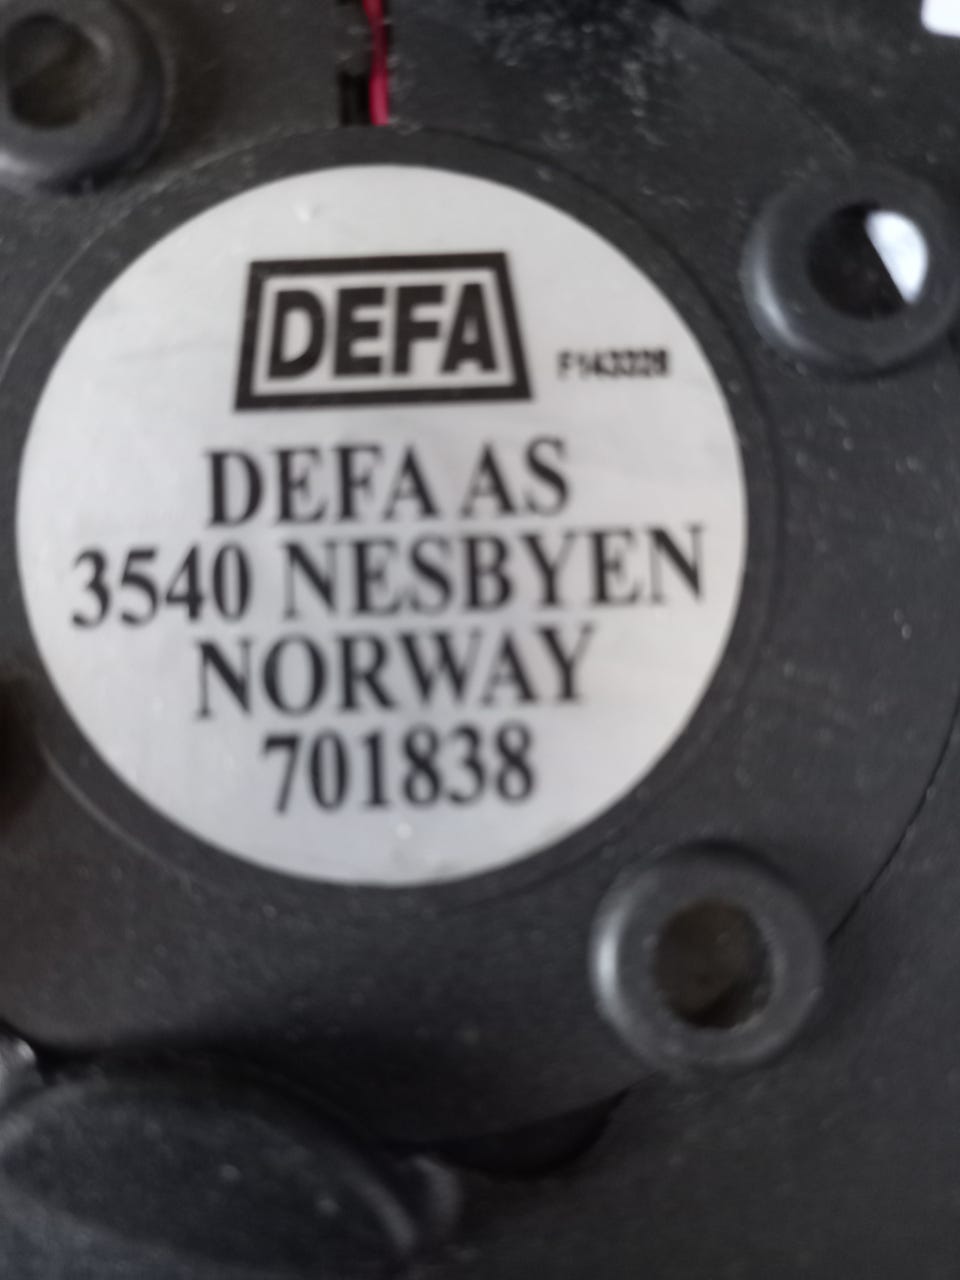 DEFA
DEFA AS
3540 NESBYEN
NORWAY
701838